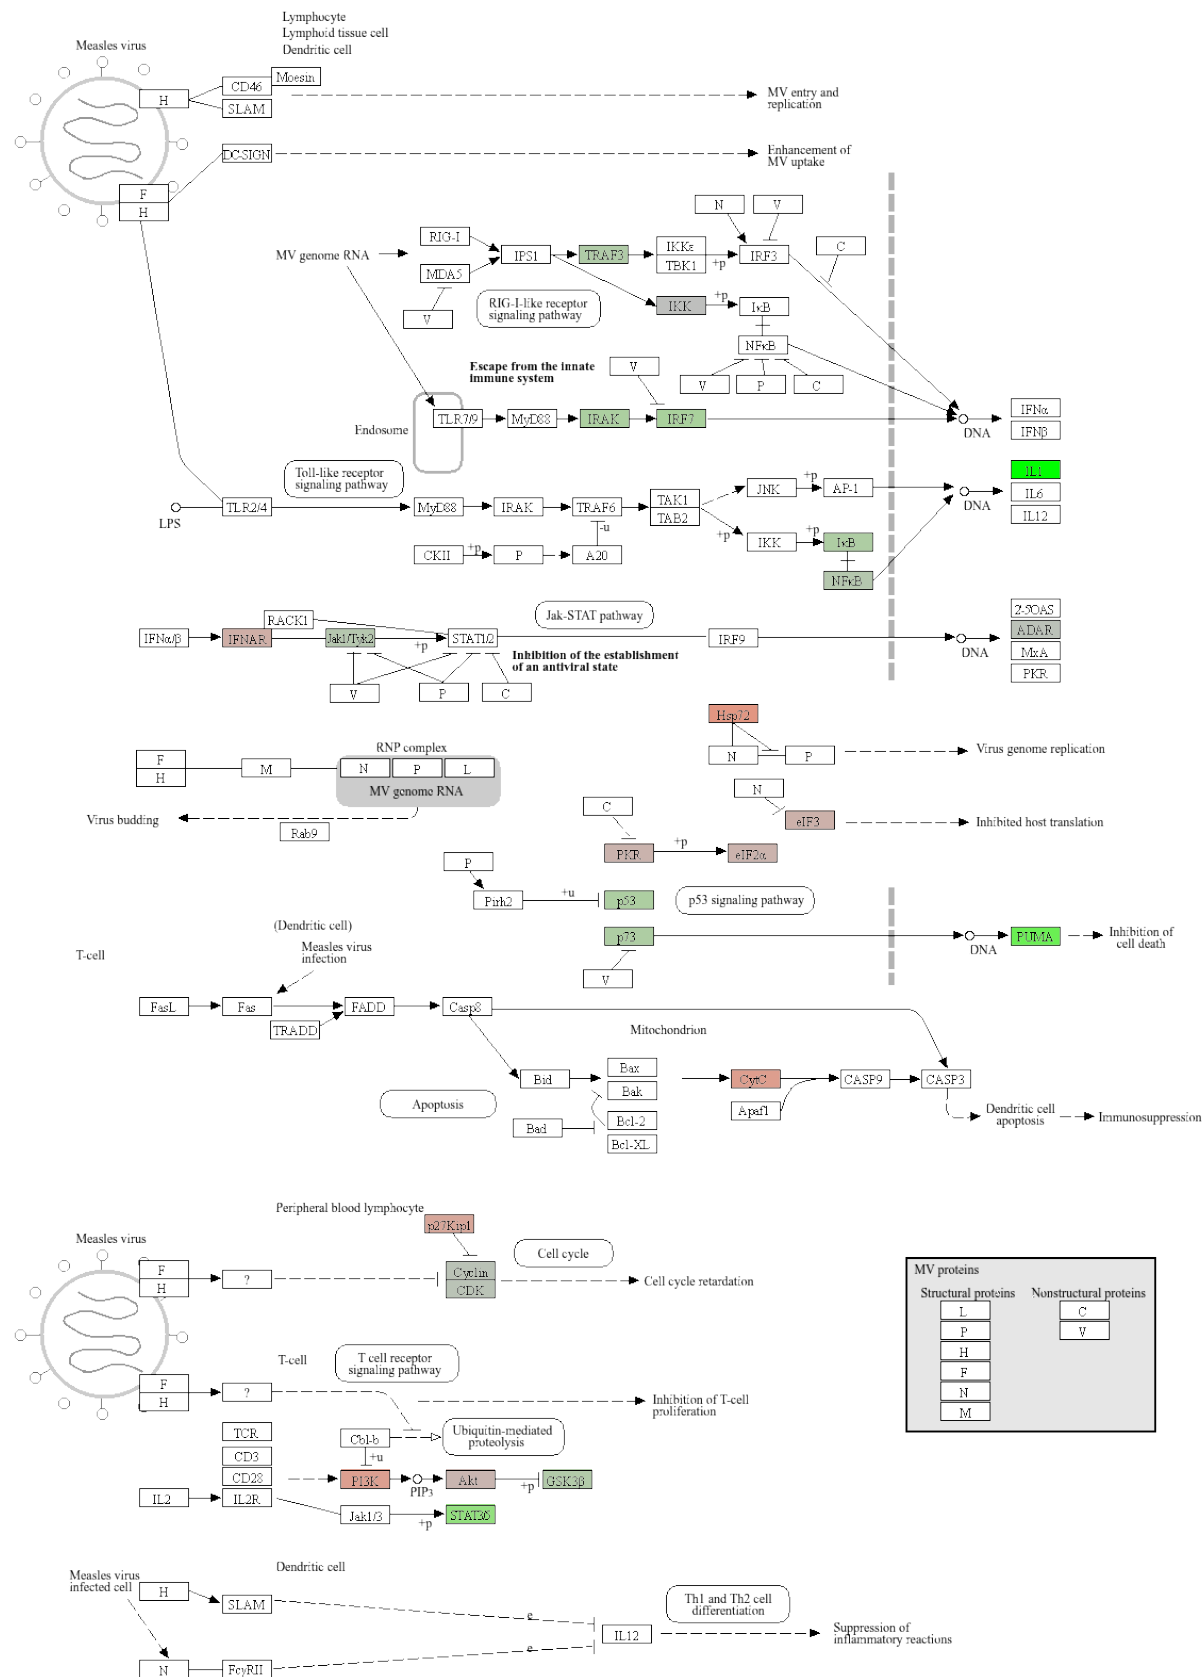 Lymphocyte
Lymphoid tissue cell
Dendritic cell
Measles virus
Moesin
CD46
H
SLAM
MV entry and
replication
DC-SIGN
Enhancement of
MV uptake
F
H
N
V
C
RIG-I
MV genome RNA
IPS1
TRAF3
IKKε
TBK1
+p
IRF3
MDA5
V
RIG-I-like receptor
signaling pathway
IKK
+p
IκB
NFκB
Escape from the innate
immune system
V
V
P
C
Endosome
TLR7/9
MyD88
IRAK
IRF7
DNA
IFNα
IFNβ
Toll-like receptor
signaling pathway
LPS
TLR2/4
MyD88
IRAK
TRAF6
TAK1
TAB2
JNK
+p
AP-1
DNA
IL1
IL6
IL12
-u
CKII
+p
P
A20
+p
IKK
+p
IκB
NFκB
Jak-STAT pathway
RACK1
IFNα/β
IFNAR
Jak1/Tyk2
+p
STAT1/2
IRF9
DNA
2'-5'OAS
ADAR
MxA
PKR
Inhibition of the establishment
of an antiviral state
V
P
C
Hsp72
N
P
Virus genome replication
RNP complex
F
H
M
N
P
L
MV genome RNA
Virus budding
Rab9
N
C
eIF3
Inhibited host translation
PKR
+p
eIF2α
P
Pirh2
+u
p53
p53 signaling pathway
p73
DNA
PUMA
Inhibition of
cell death
V
(Dendritic cell)
T-cell
Measles virus
infection
FasL
Fas
FADD
Casp8
TRADD
Mitochondrion
Bid
Bax
Bak
CytC
CASP9
CASP3
Apoptosis
Bad
Bcl-2
Bcl-XL
Apaf1
Dendritic cell
apoptosis
Immunosuppression
Peripheral blood lymphocyte
p27Kip1
Measles virus
F
H
?
Cyclin
CDK
Cell cycle
Cell cycle retardation
MV proteins
Structural proteins
Nonstructural proteins
L
C
P
V
H
F
N
M
T-cell
T cell receptor
signaling pathway
F
H
?
Inhibition of T-cell
proliferation
TCR
CD3
CD28
Cbl-b
+u
Ubiquitin-mediated
proteolysis
PI3K
PIP3
Akt
+p
GSK3β
IL2
IL2R
Jak1/3
+p
STAT3/5
Dendritic cell
Measles virus
infected cell
H
SLAM
e
Th1 and Th2 cell
differentiation
IL12
Suppression of
inflammatory reactions
N
FcγRII
e